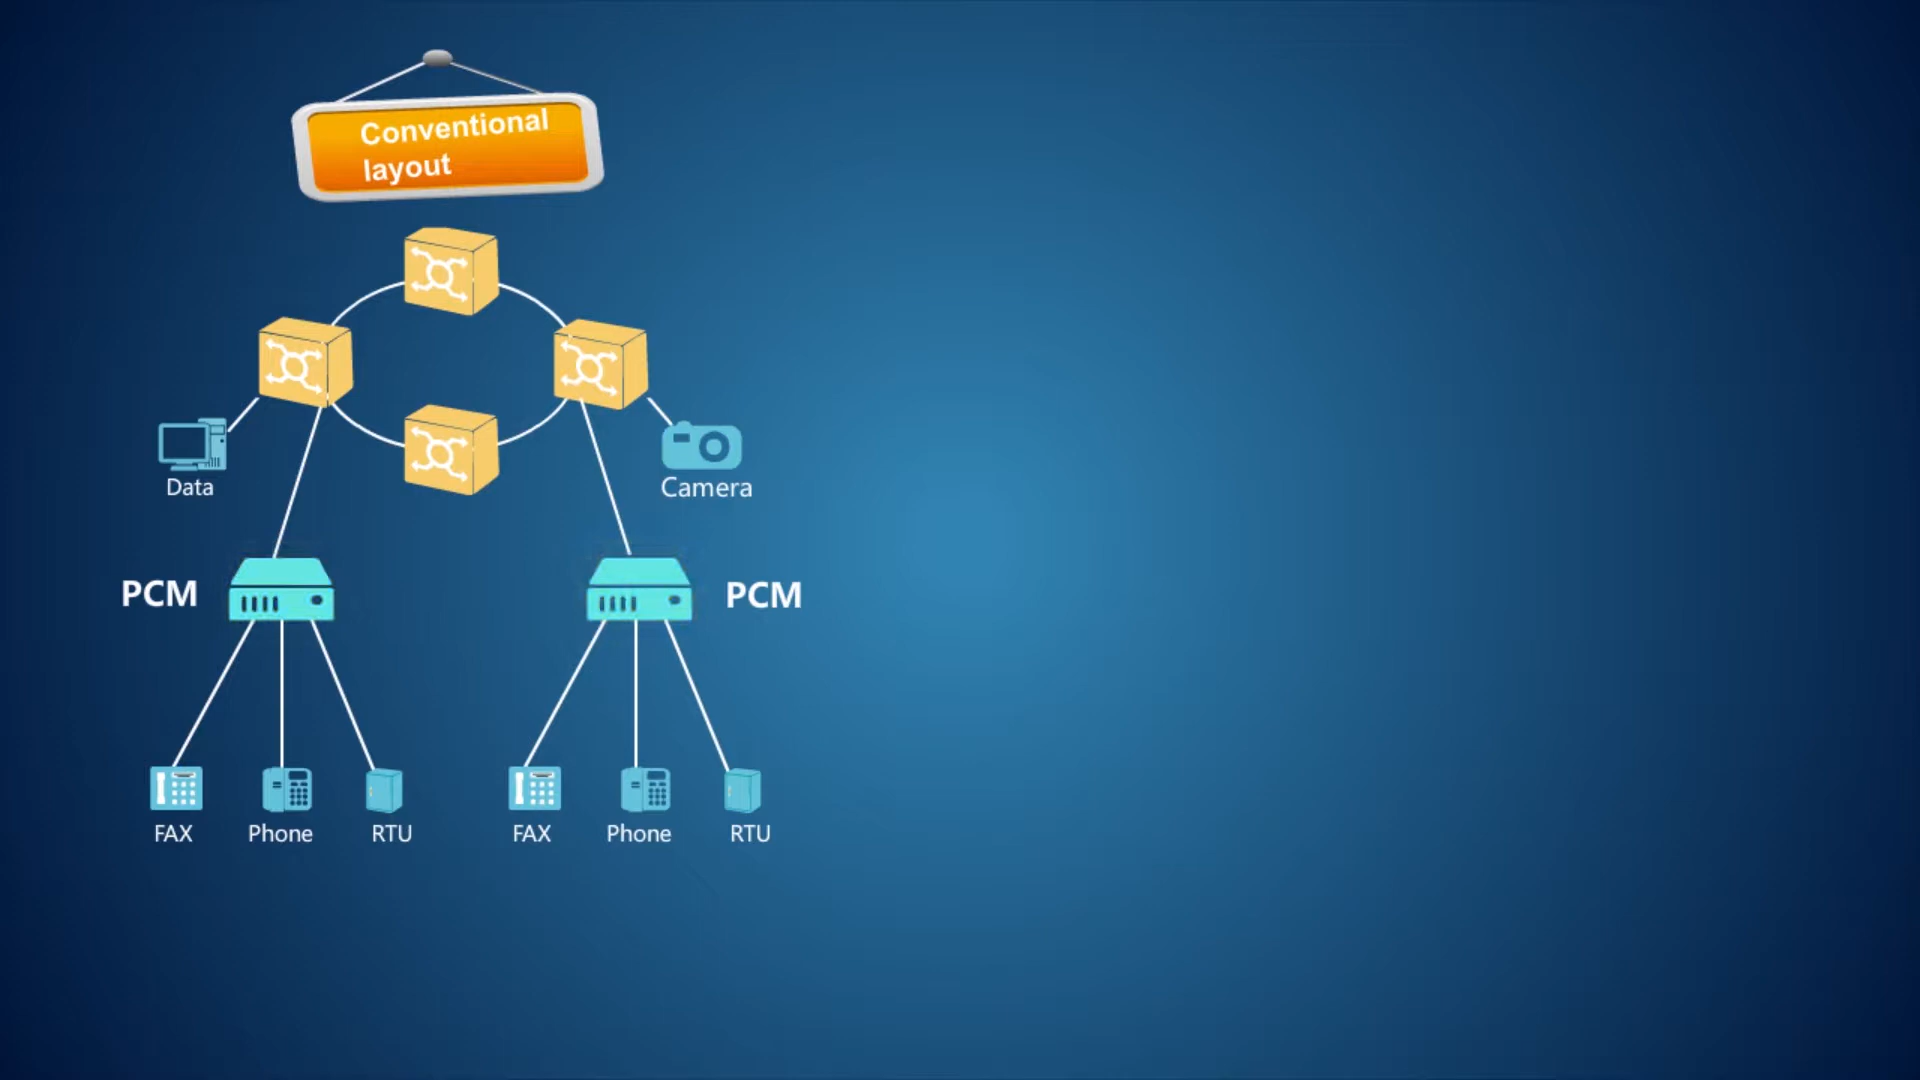 Conventional
layout
Data
Camera
PCM
PCM
FAX
Phone
RTU
FAX
Phone
RTU